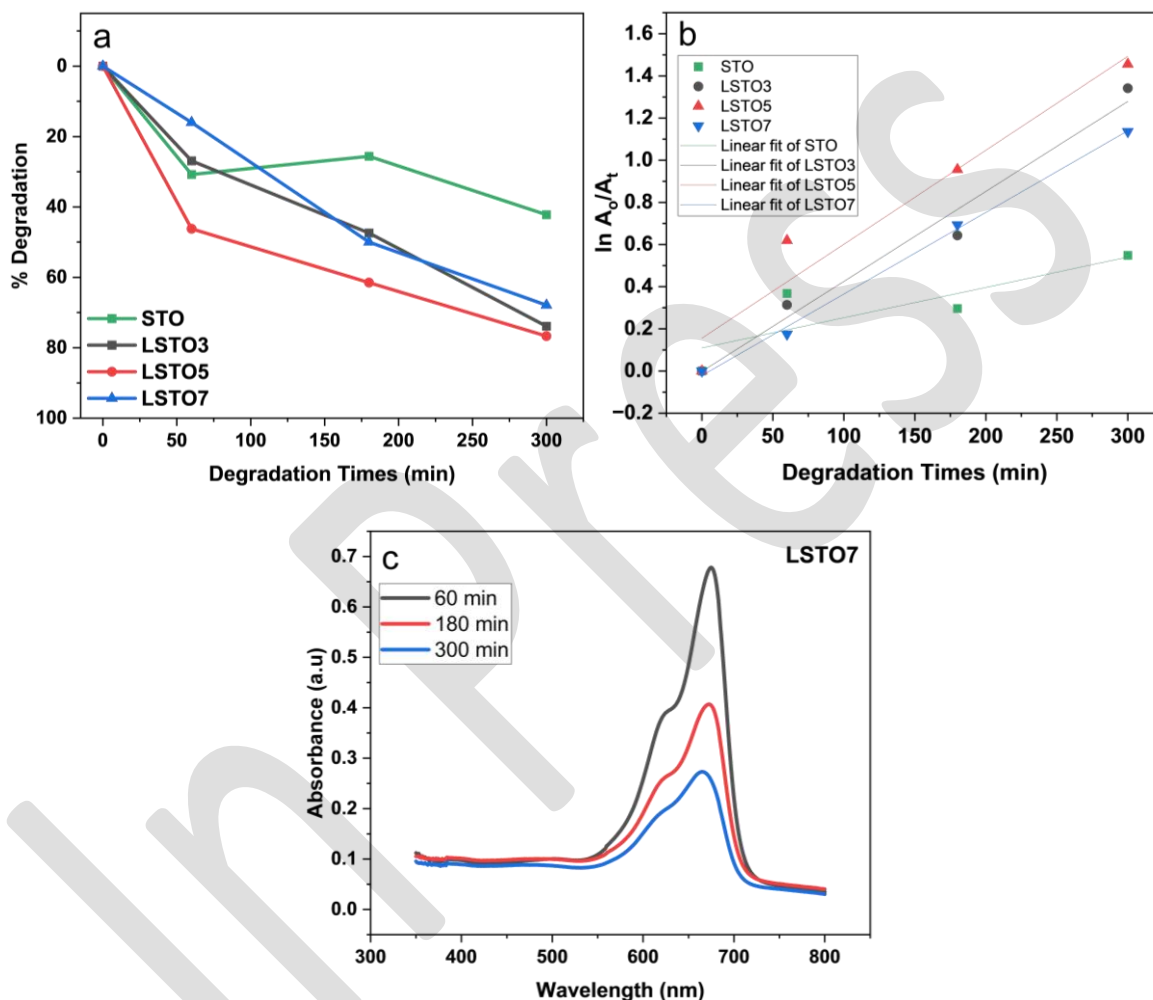 a
% Degradation
0
20
40
60
80
100
STO
LSTO3
LSTO5
LSTO7
0 50 100 150 200 250 300
Degradation Times (min)
b
ln A₀/Aₜ
1.6
1.4
1.2
1.0
0.8
0.6
0.4
0.2
0.0
−0.2
STO
LSTO3
LSTO5
LSTO7
Linear fit of STO
Linear fit of LSTO3
Linear fit of LSTO5
Linear fit of LSTO7
0 50 100 150 200 250 300
Degradation Times (min)
c
LSTO7
Absorbance (a.u)
0.7
0.6
0.5
0.4
0.3
0.2
0.1
0.0
60 min
180 min
300 min
300 400 500 600 700 800
Wavelength (nm)
In Press